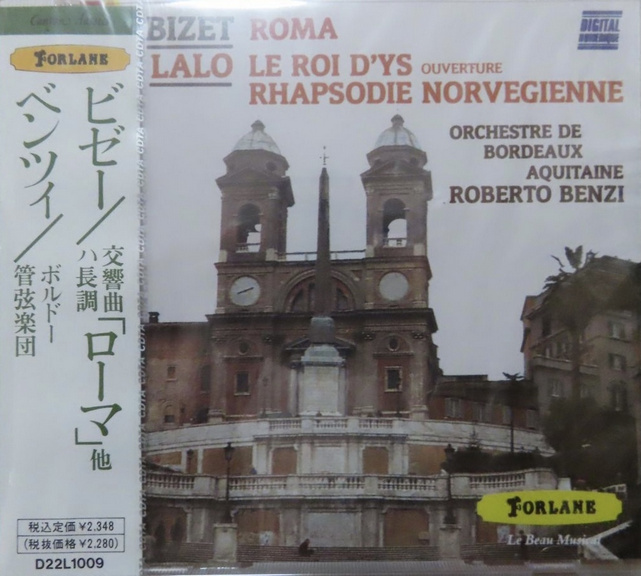 FORLANE
ビゼー/交響曲ハ長調「ローマ」他
ベンツィ/ボルドー管弦楽団
税込定価¥2.348
(税抜価格¥2.280)
D22L1009
BIZET ROMA
LALO LE ROI D'YS OUVERTURE
RHAPSODIE NORVEGIENNE
DIGITAL
ORCHESTRE DE
BORDEAUX
AQUITAINE
ROBERTO BENZI
FORLANE
Le Beau Musical